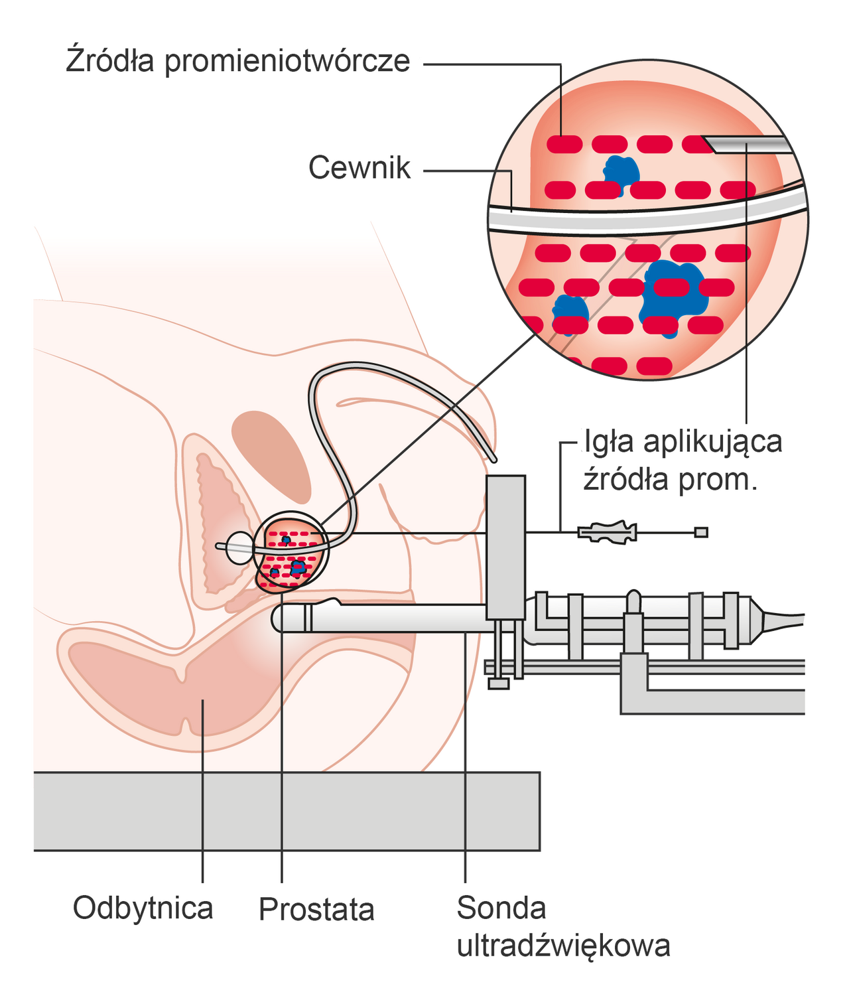 Źródła promieniotwórcze
Cewnik
Igła aplikująca
źródła prom.
Odbytnica
Prostata
Sonda
ultradźwiękowa